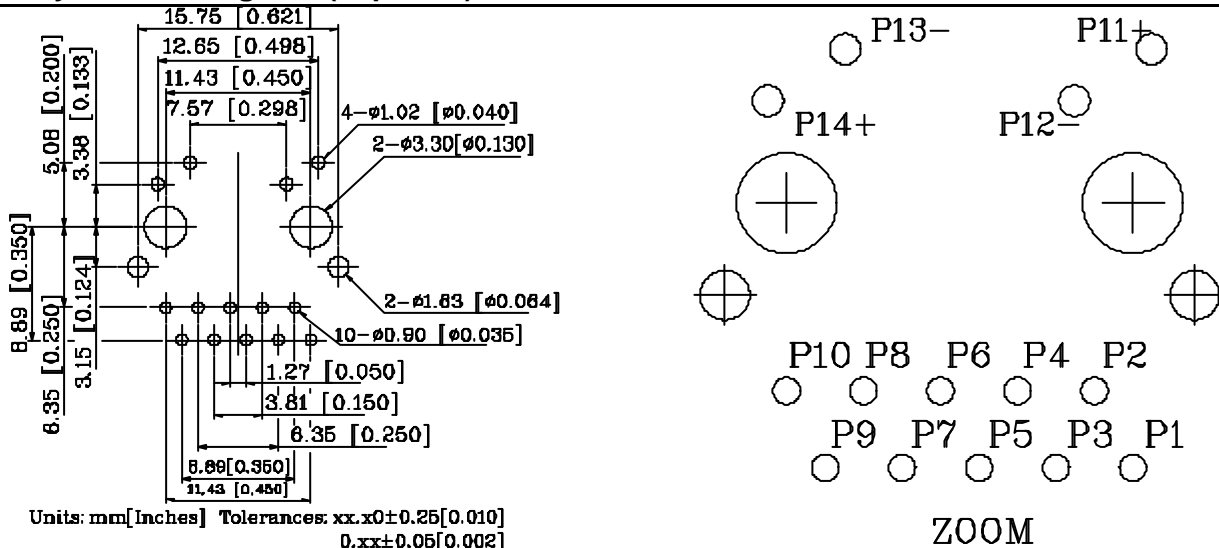 15.75 [0.621]
12.65 [0.498]
11.43 [0.450]
7.57 [0.298]
5.08 [0.200]
3.38 [0.133]
4-ø1.02 [ø0.040]
2-ø3.30[ø0.130]
8.89 [0.350]
6.35 [0.250]
3.15 [0.124]
2-ø1.63 [ø0.064]
10-ø0.90 [ø0.035]
1.27 [0.050]
3.81 [0.150]
6.35 [0.250]
8.89[0.350]
11.43 [0.450]
Units: mm[Inches] Tolerances: xx.x0±0.25[0.010]
0.xx±0.05[0.002]
P13- P11+
P14+ P12-
P10 P8 P6 P4 P2
P9 P7 P5 P3 P1
ZOOM